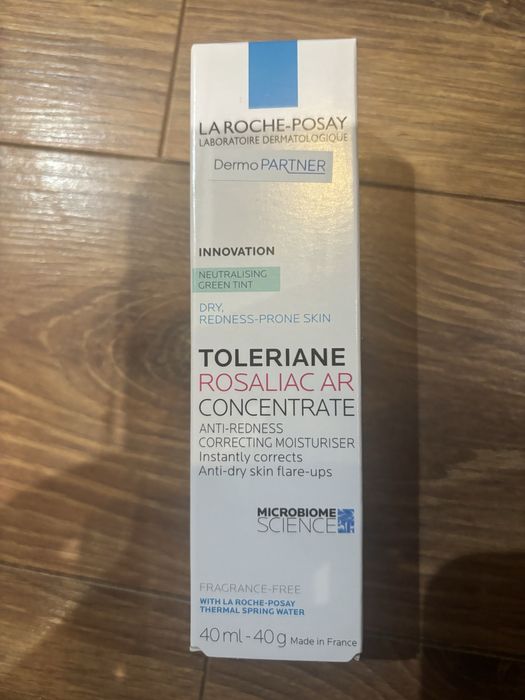 LA ROCHE-POSAY
LABORATOIRE DERMATOLOGIQUE
Dermo PARTNER
INNOVATION
NEUTRALISING
GREEN TINT
DRY,
REDNESS-PRONE SKIN
TOLERIANE
ROSALIAC AR
CONCENTRATE
ANTI-REDNESS
CORRECTING MOISTURISER
Instantly corrects
Anti-dry skin flare-ups
MICROBIOME
SCIENCE
FRAGRANCE-FREE
WITH LA ROCHE-POSAY
THERMAL SPRING WATER
40 ml - 40 g Made in France